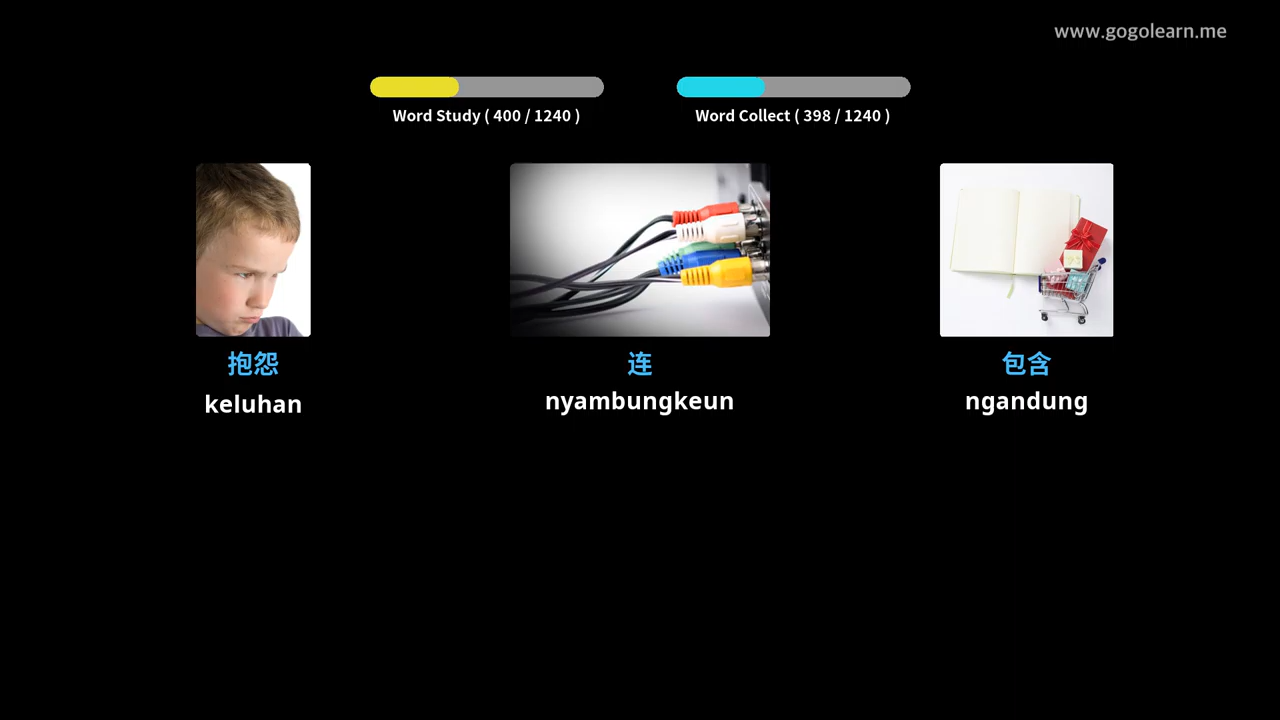 www.gogolearn.me
Word Study ( 400 / 1240 )
Word Collect ( 398 / 1240 )
抱怨
连
包含
keluhan
nyambungkeun
ngandung